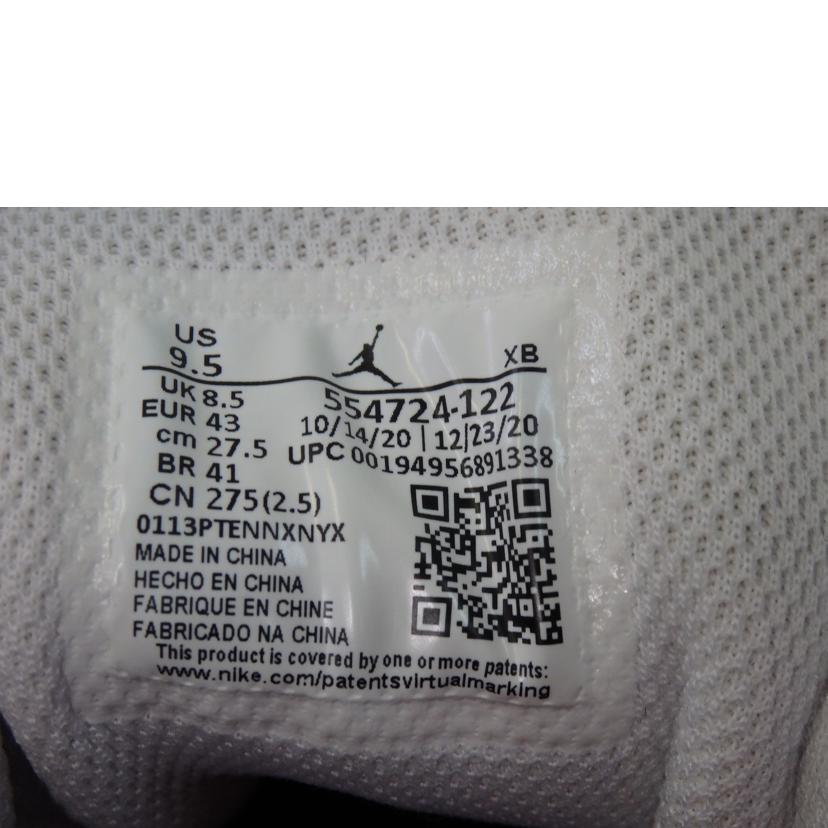 US
9.5
XB
UK 8.5
EUR 43
cm 27.5
BR 41
CN 275(2.5)
554724-122
10/14/20 | 12/23/20
UPC 00194956891338
0113PTENNXNYX
MADE IN CHINA
HECHO EN CHINA
FABRIQUE EN CHINE
FABRICADO NA CHINA
This product is covered by one or more patents:
www.nike.com/patentsvirtualmarking